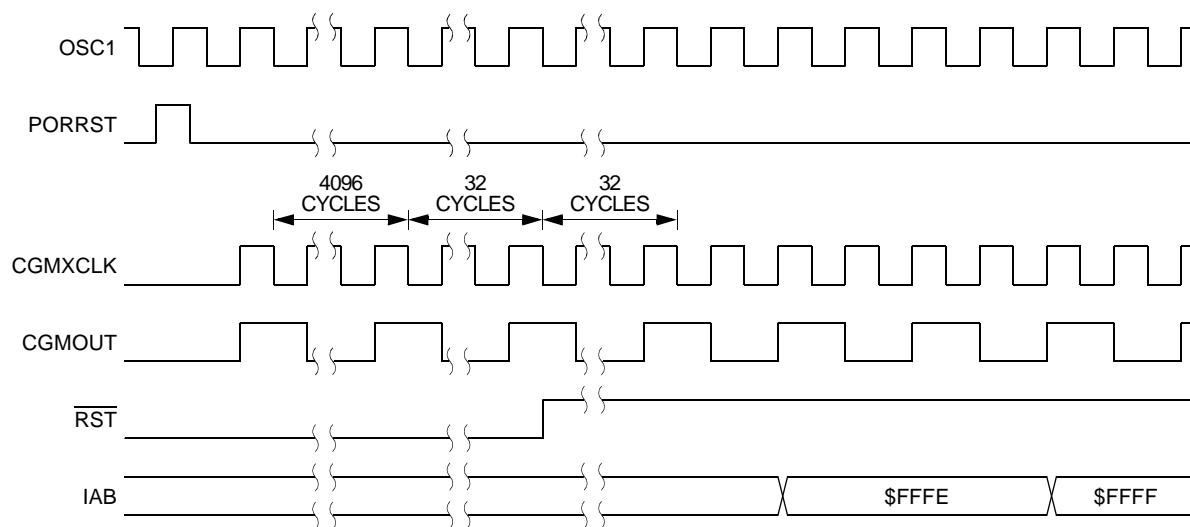 OSC1
PORRST
4096
CYCLES
32
CYCLES
32
CYCLES
CGMXCLK
CGMOUT
RST
IAB
$FFFE
$FFFF